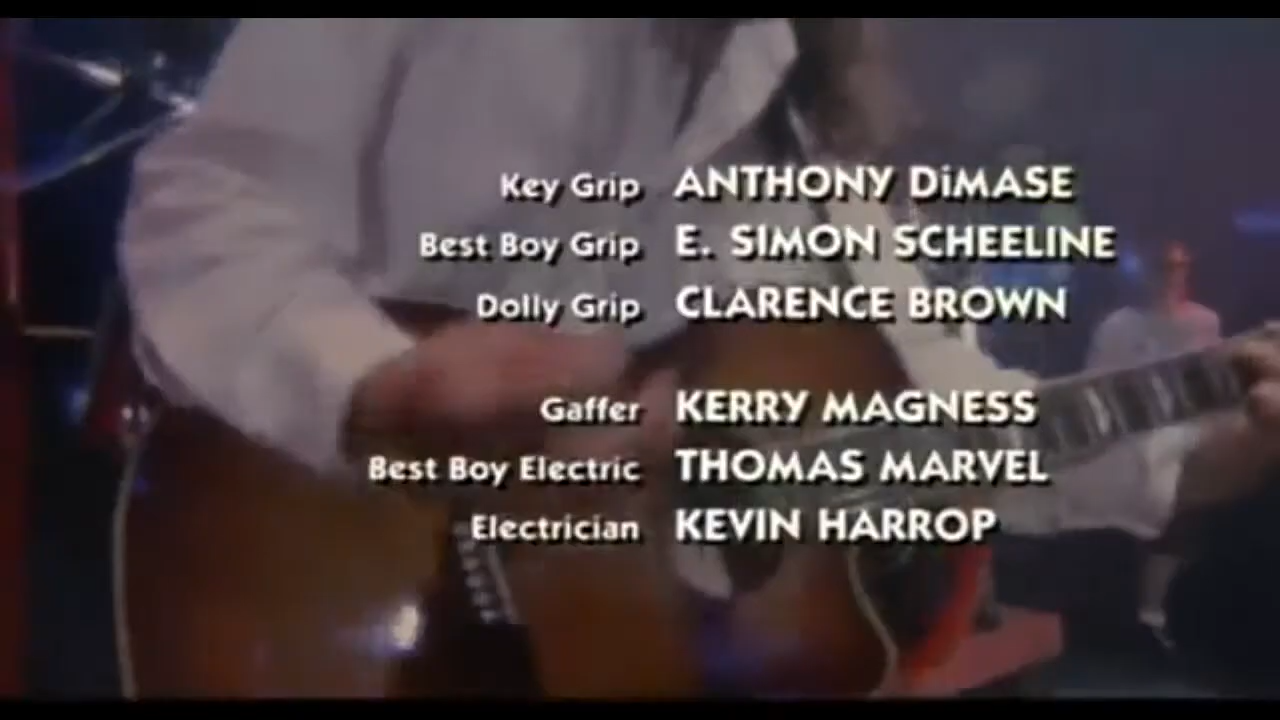 Key Grip ANTHONY DiMASE
Best Boy Grip E. SIMON SCHEELINE
Dolly Grip CLARENCE BROWN
Gaffer KERRY MAGNESS
Best Boy Electric THOMAS MARVEL
Electrician KEVIN HARROP